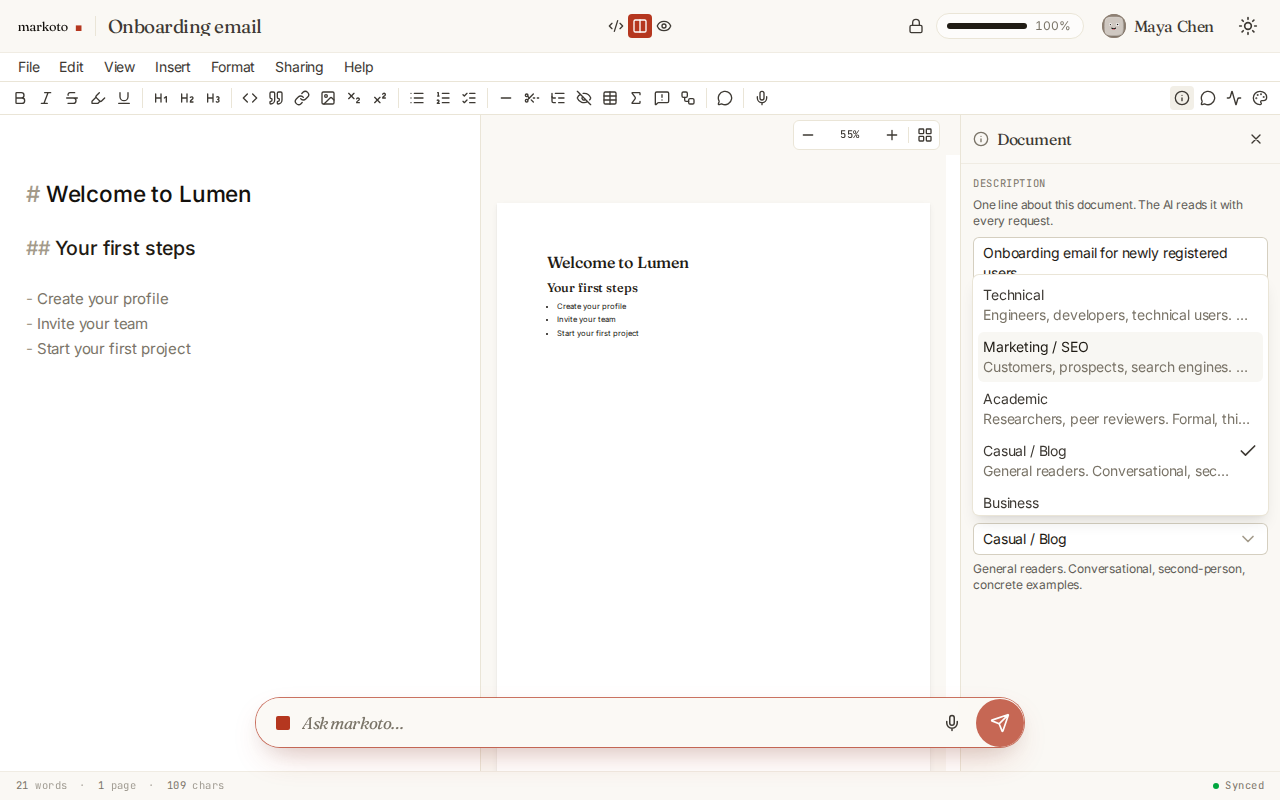 markoto
Onboarding email
100%
Maya Chen
File Edit View Insert Format Sharing Help
B I S U H1 H2 H3 X2 X2
# Welcome to Lumen
## Your first steps
- Create your profile
- Invite your team
- Start your first project
55%
Welcome to Lumen
Your first steps
• Create your profile
• Invite your team
• Start your first project
Document
DESCRIPTION
One line about this document. The AI reads it with
every request.
Onboarding email for newly registered
users
Technical
Engineers, developers, technical users. ...
Marketing / SEO
Customers, prospects, search engines. ...
Academic
Researchers, peer reviewers. Formal, thi...
Casual / Blog
General readers. Conversational, sec...
Business
Casual / Blog
General readers. Conversational, second-person,
concrete examples.
Ask markoto...
21 words · 1 page · 109 chars
Synced